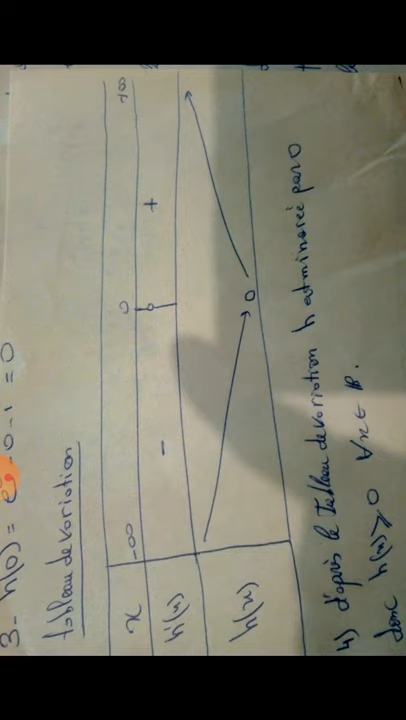 3- h(0) = e⁰ - 0 - 1 = 0
tableau de variation
x -∞ 0 +∞
h'(x) - 0 +
h(x) 0
4) d'après le Tableau de variation h est minorée par 0
donc h(x) ≥ 0 ∀x ∈ ℝ.